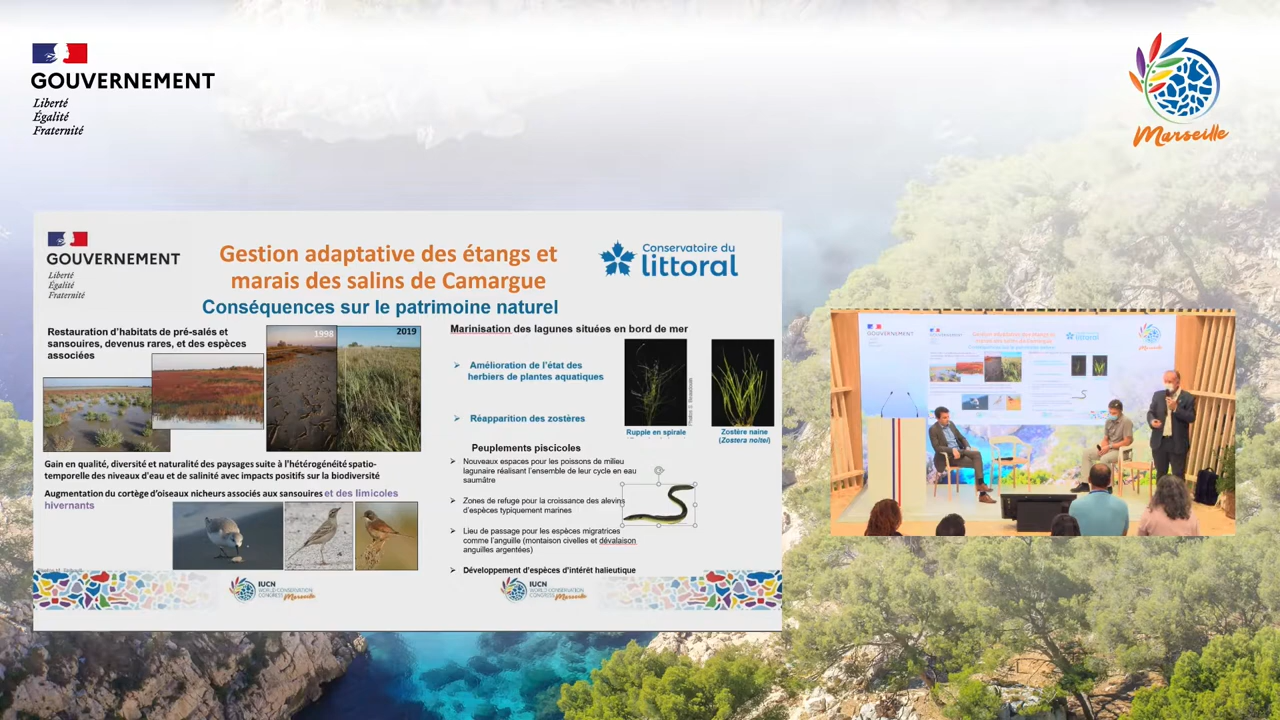 GOUVERNEMENT
Liberté
Égalité
Fraternité
Marseille
GOUVERNEMENT
Liberté
Égalité
Fraternité
Gestion adaptative des étangs et
marais des salins de Camargue
Conséquences sur le patrimoine naturel
Conservatoire du
littoral
Restauration d'habitats de pré-salés et
sansouires, devenus rares, et des espèces
associées
1998
2019
Gain en qualité, diversité et naturalité des paysages suite à l'hétérogénéité spatio-
temporelle des niveaux d'eau et de salinité avec impacts positifs sur la biodiversité
Augmentation du cortège d'oiseaux nicheurs associés aux sansouires et des limicoles
hivernants
Marinisation des lagunes situées en bord de mer
➢ Amélioration de l'état des
herbiers de plantes aquatiques
➢ Réapparition des zostères
Ruppie en spirale
Zostère naine
(Zostera noltei)
Peuplements piscicoles
➢ Nouveaux espaces pour les poissons de milieu
lagunaire réalisant l'ensemble de leur cycle en eau
saumâtre
➢ Zones de refuge pour la croissance des alevins
d'espèces typiquement marines
➢ Lieu de passage pour les espèces migratrices
comme l'anguille (montaison civelles et dévalaison
anguilles argentées)
➢ Développement d'espèces d'intérêt halieutique
IUCN
WORLD CONSERVATION
CONGRESS
Marseille
IUCN
WORLD CONSERVATION
CONGRESS
Marseille
GOUVERNEMENT
littoral